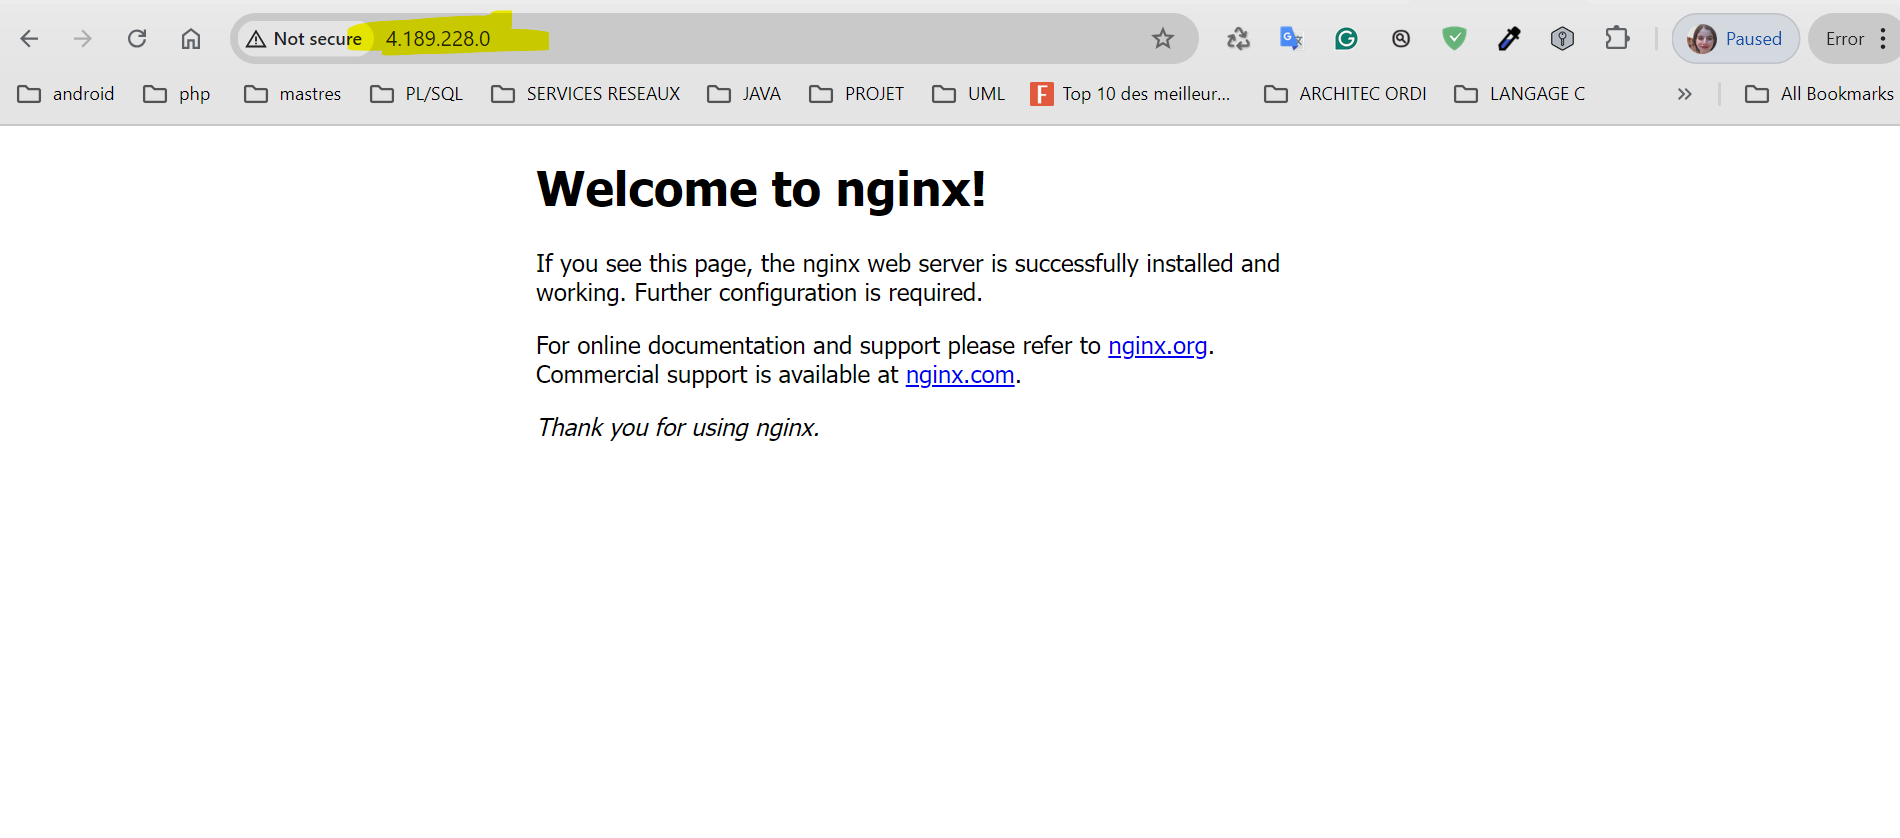 Not secure 4.189.228.0 Paused Error
android php mastres PL/SQL SERVICES RESEAUX JAVA PROJET UML F Top 10 des meilleur... ARCHITEC ORDI LANGAGE C » All Bookmarks
Welcome to nginx!
If you see this page, the nginx web server is successfully installed and
working. Further configuration is required.
For online documentation and support please refer to nginx.org.
Commercial support is available at nginx.com.
Thank you for using nginx.